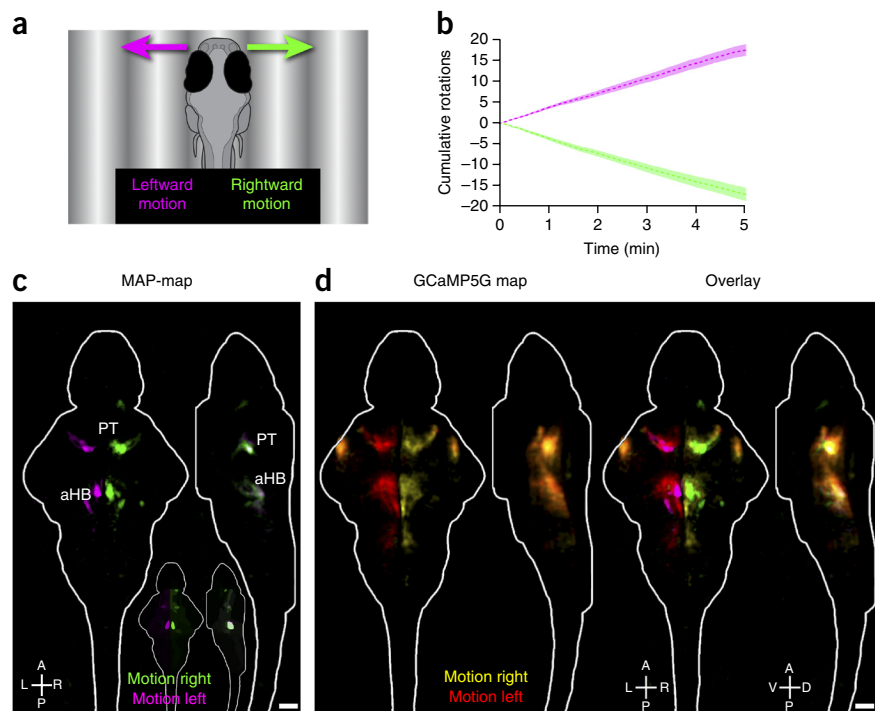 a
Leftward
motion
Rightward
motion
b
Cumulative rotations
20
15
10
5
0
−5
−10
−15
−20
0
1
2
3
4
5
Time (min)
c
MAP-map
PT
PT
aHB
aHB
A
L
R
P
Motion right
Motion left
d
GCaMP5G map
Overlay
Motion right
Motion left
A
L
R
P
A
V
D
P